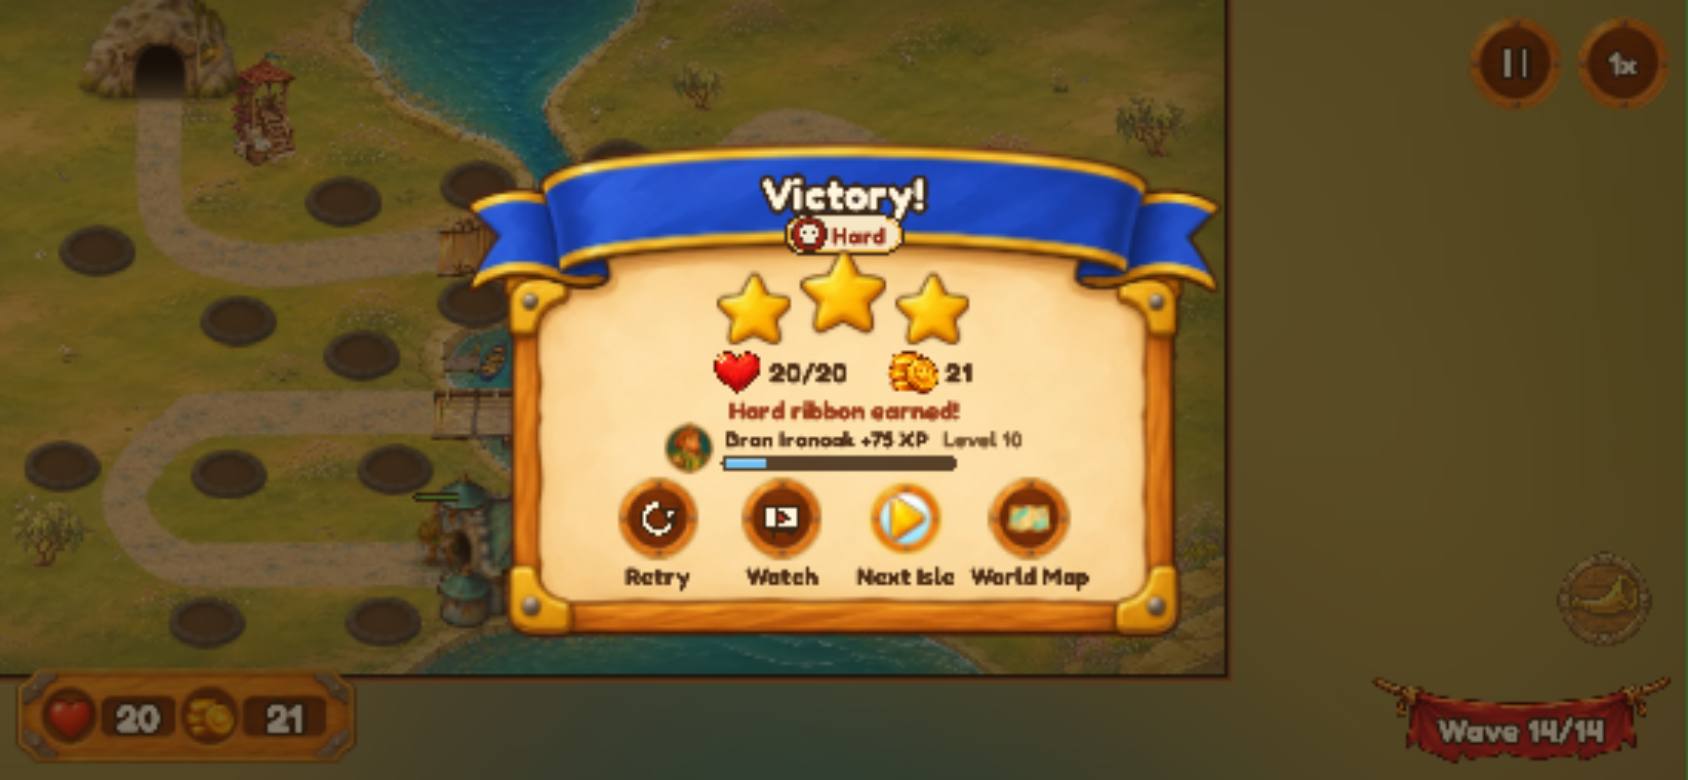 1x
Victory!
Hard
20/20 21
Hard ribbon earned!
Bran Ironoak +75 XP Level 10
Retry Watch Next Isle World Map
20 21
Wave 14/14